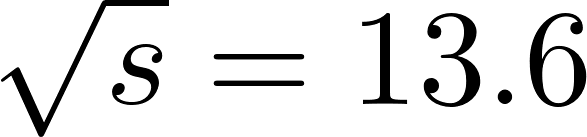 √s = 13.6